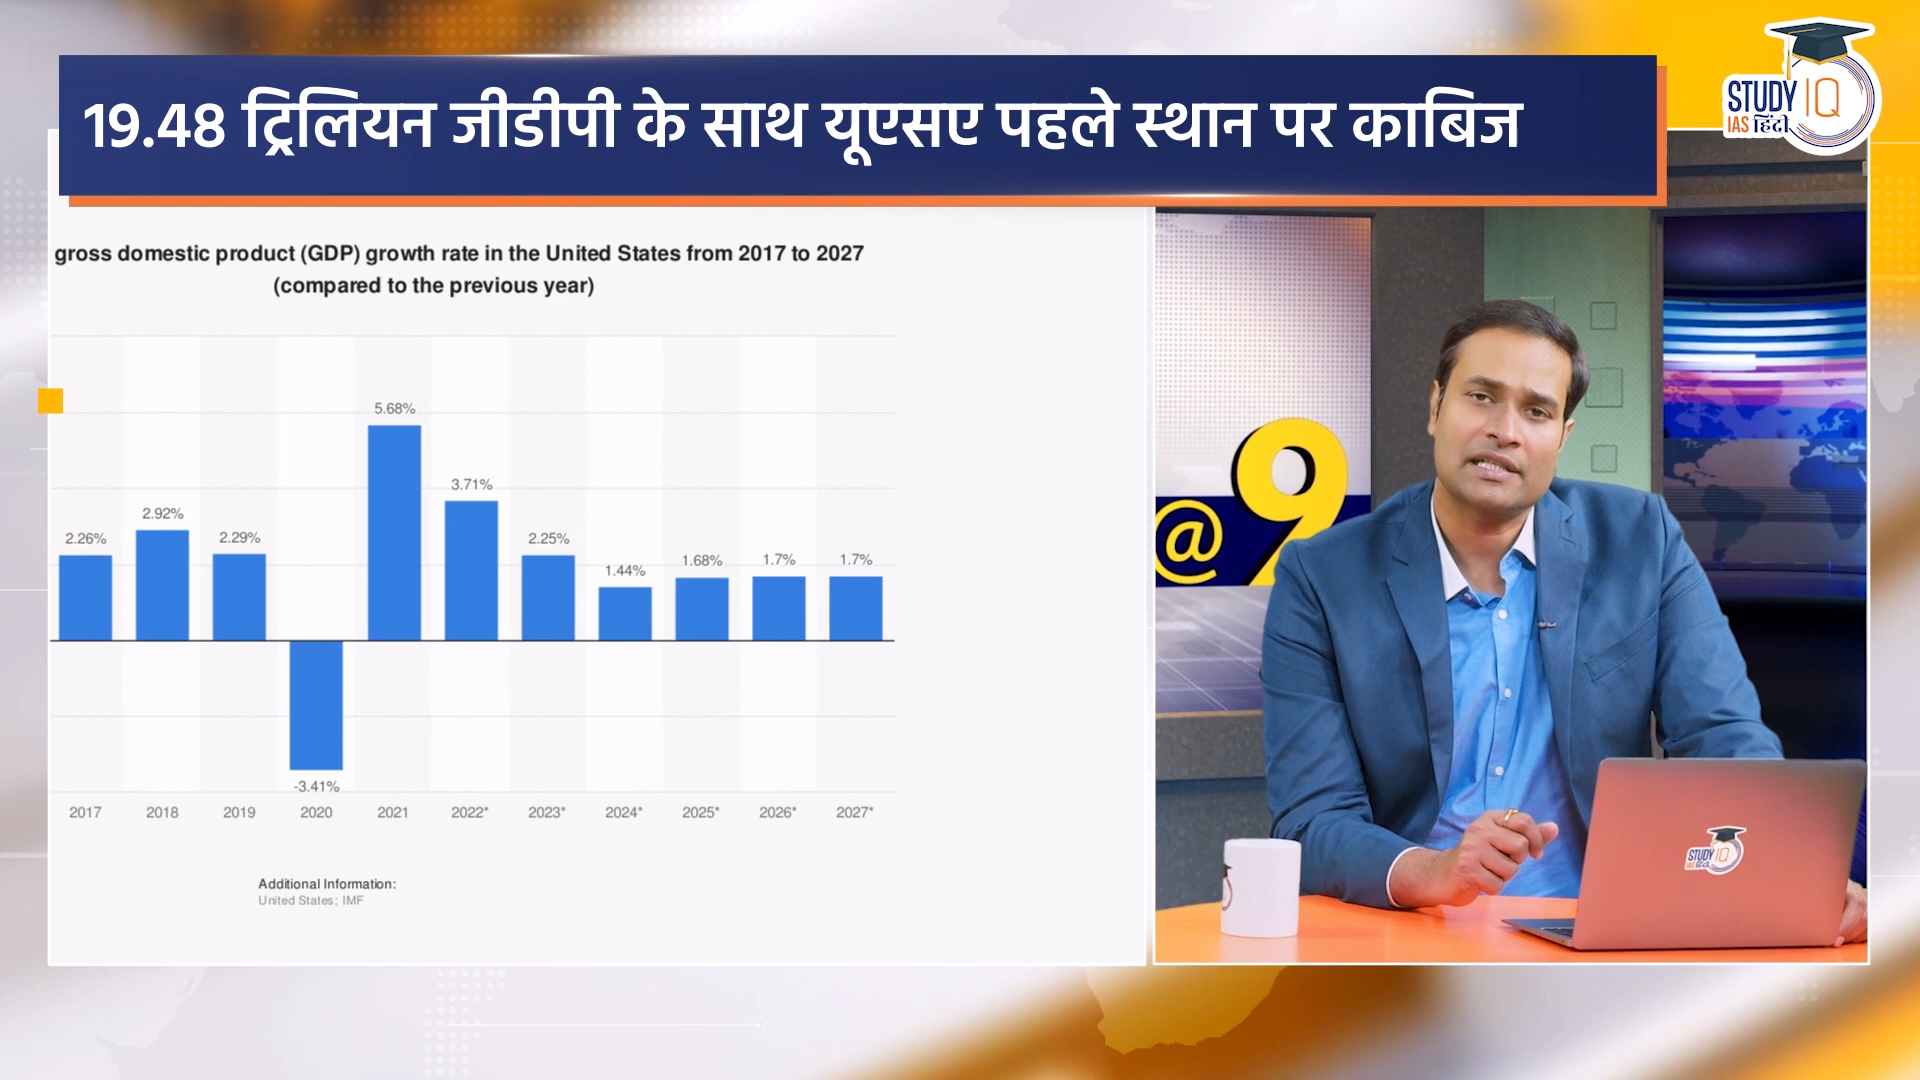 19.48 ट्रिलियन जीडीपी के साथ यूएसए पहले स्थान पर काबिज
STUDY IQ
IAS हिंदी
gross domestic product (GDP) growth rate in the United States from 2017 to 2027
(compared to the previous year)
5.68%
3.71%
2.92%
2.26%
2.29%
2.25%
1.44%
1.68%
1.7%
1.7%
-3.41%
2017 2018 2019 2020 2021 2022* 2023* 2024* 2025* 2026* 2027*
Additional Information:
United States; IMF
@9
STUDY IQ
IAS हिंदी